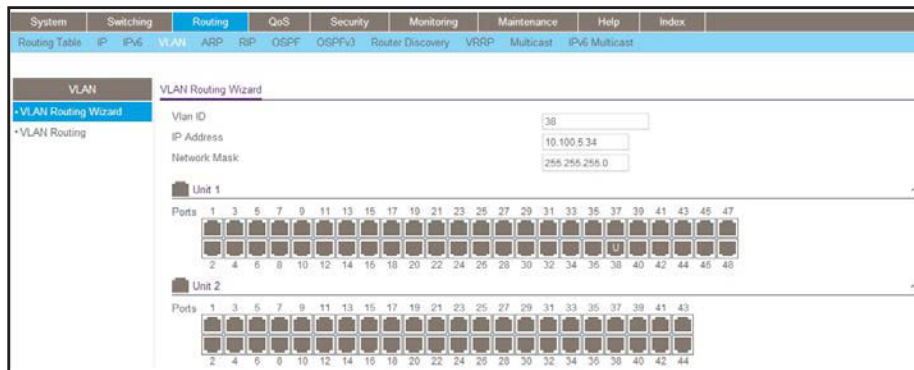 System Switching Routing QoS Security Monitoring Maintenance Help Index
Routing Table IP IPv6 VLAN ARP RIP OSPF OSPFv3 Router Discovery VRRP Multicast IPv6 Multicast
VLAN
VLAN Routing Wizard
VLAN Routing
VLAN Routing Wizard
Vlan ID 38
IP Address 10.100.5.34
Network Mask 255.255.255.0
Unit 1
Ports 1 3 5 7 9 11 13 15 17 19 21 23 25 27 29 31 33 35 37 39 41 43 45 47
U
2 4 6 8 10 12 14 16 18 20 22 24 26 28 30 32 34 36 38 40 42 44 46 48
Unit 2
Ports 1 3 5 7 9 11 13 15 17 19 21 23 25 27 29 31 33 35 37 39 41 43
2 4 6 8 10 12 14 16 18 20 22 24 26 28 30 32 34 36 38 40 42 44